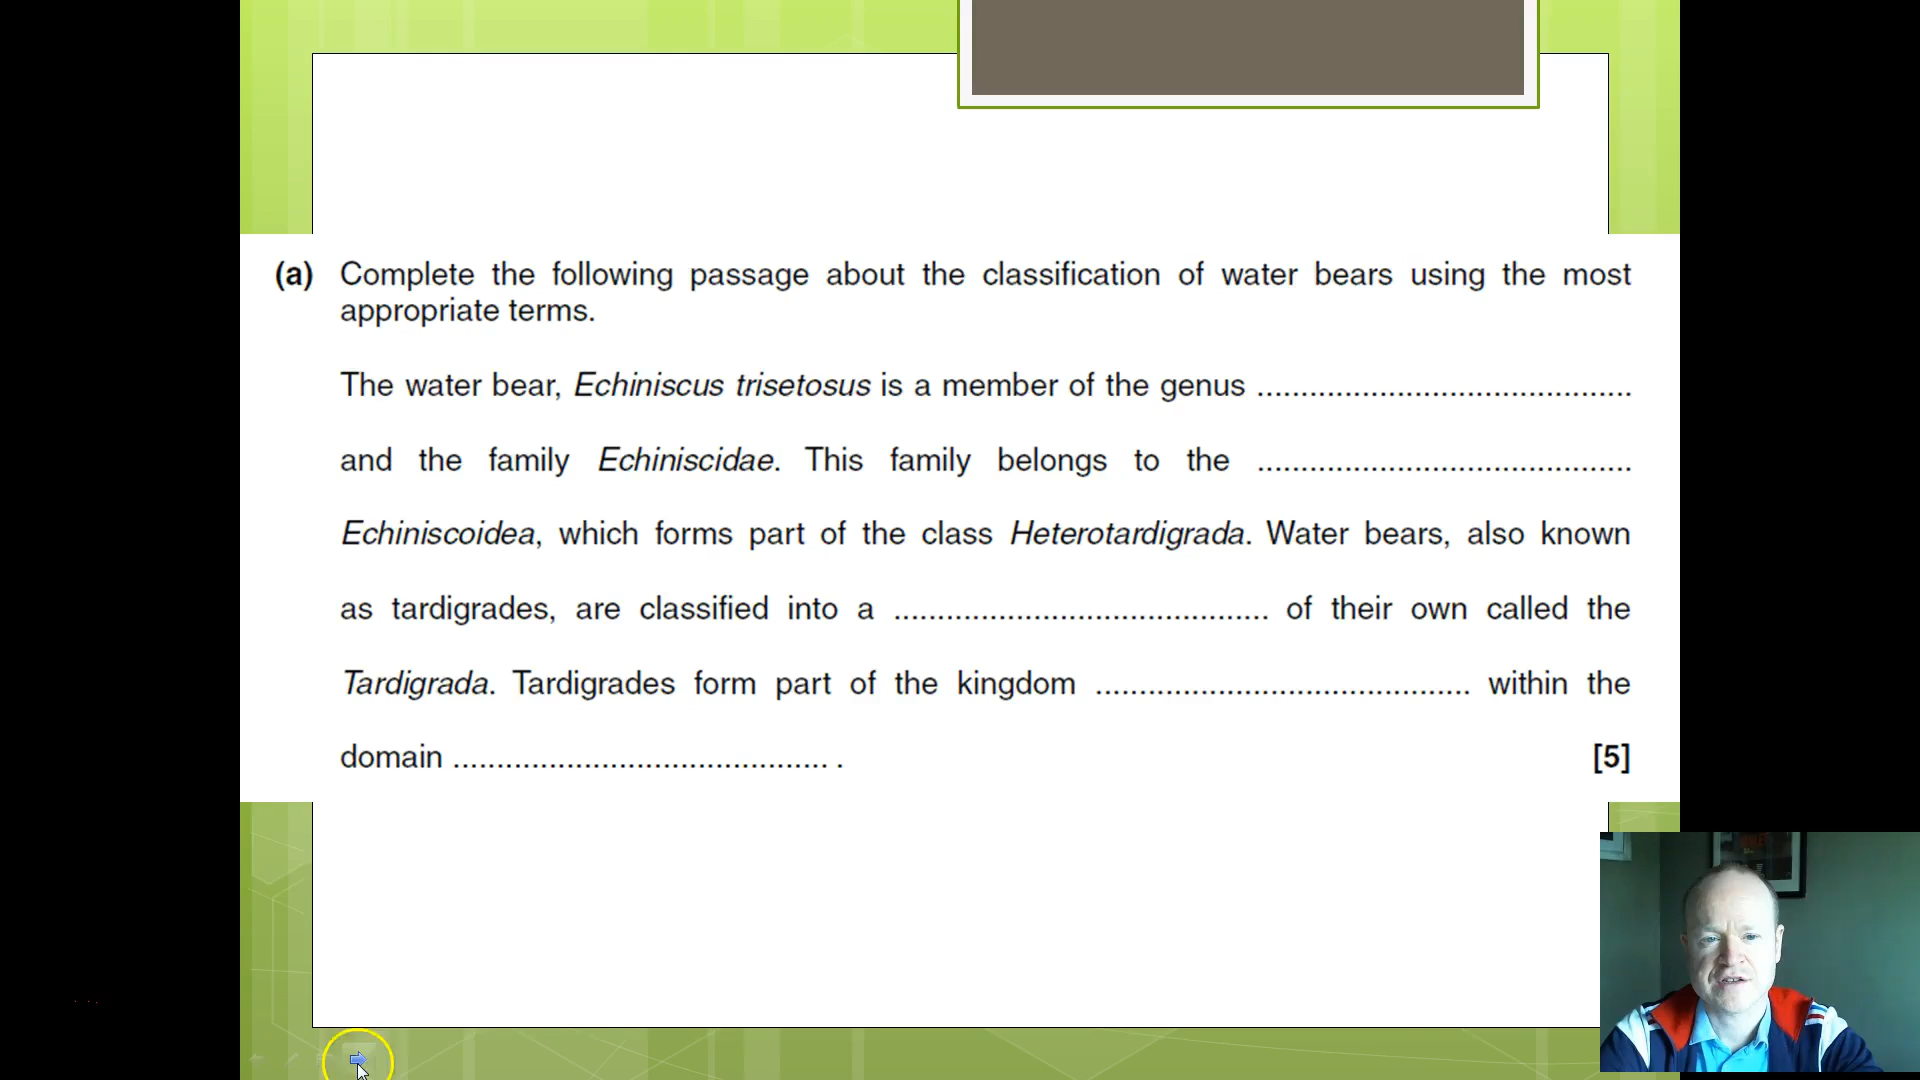 (a) Complete the following passage about the classification of water bears using the most
appropriate terms.
The water bear, Echiniscus trisetosus is a member of the genus ...........................................
and the family Echiniscidae. This family belongs to the ...........................................
Echiniscoidea, which forms part of the class Heterotardigrada. Water bears, also known
as tardigrades, are classified into a ........................................... of their own called the
Tardigrada. Tardigrades form part of the kingdom ........................................... within the
domain ........................................... . [5]